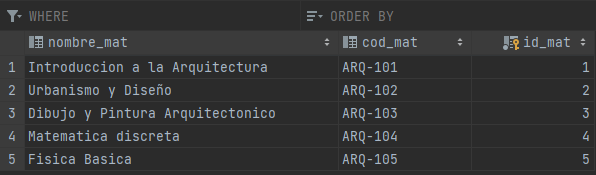 WHERE ORDER BY
nombre_mat cod_mat id_mat
1 Introduccion a la Arquitectura ARQ-101 1
2 Urbanismo y Diseño ARQ-102 2
3 Dibujo y Pintura Arquitectonico ARQ-103 3
4 Matematica discreta ARQ-104 4
5 Fisica Basica ARQ-105 5